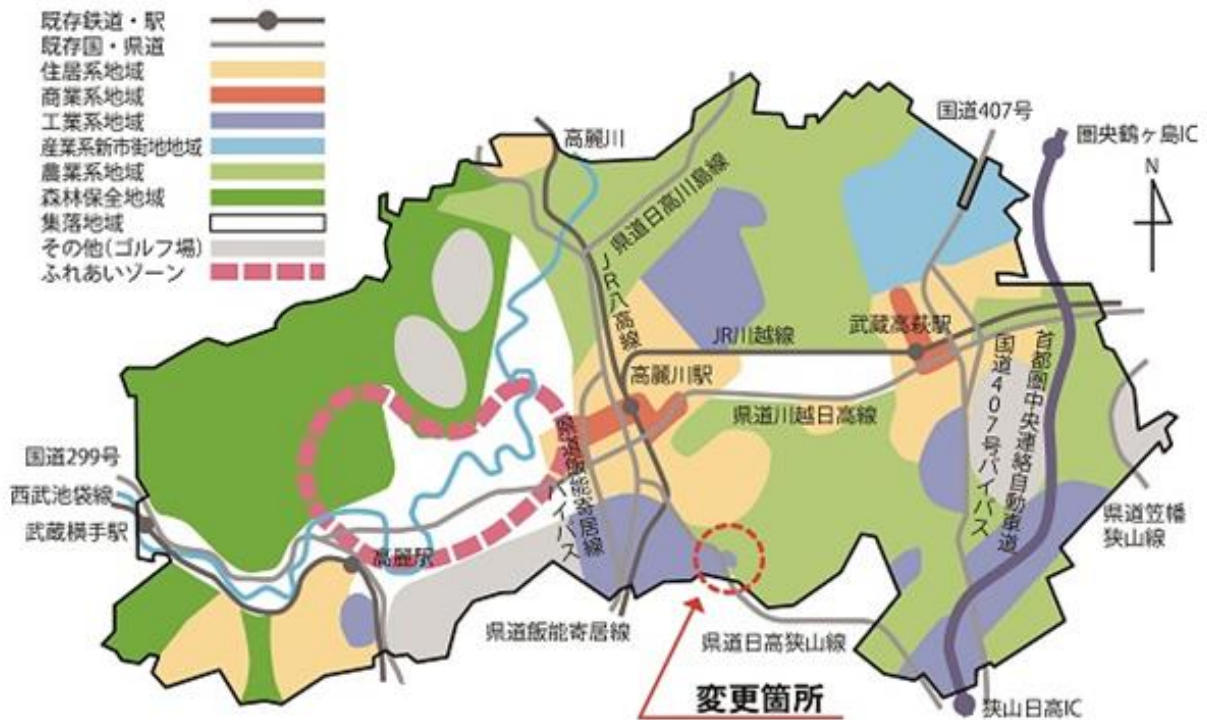 既存鉄道・駅
既存国・県道
住居系地域
商業系地域
工業系地域
産業系新市街地地域
農業系地域
森林保全地域
集落地域
その他(ゴルフ場)
ふれあいゾーン
高麗川
国道407号
圏央鶴ヶ島IC
N
県道日高川島線
JR八高線
JR川越線
武蔵高萩駅
高麗川駅
県道川越日高線
国道407号バイパス
首都圏中央連絡自動車道
国道299号
西武池袋線
武蔵横手駅
高麗駅
県道飯能寄居線
バイパス
県道笠幡
狭山線
県道飯能寄居線
県道日高狭山線
変更箇所
狭山日高IC